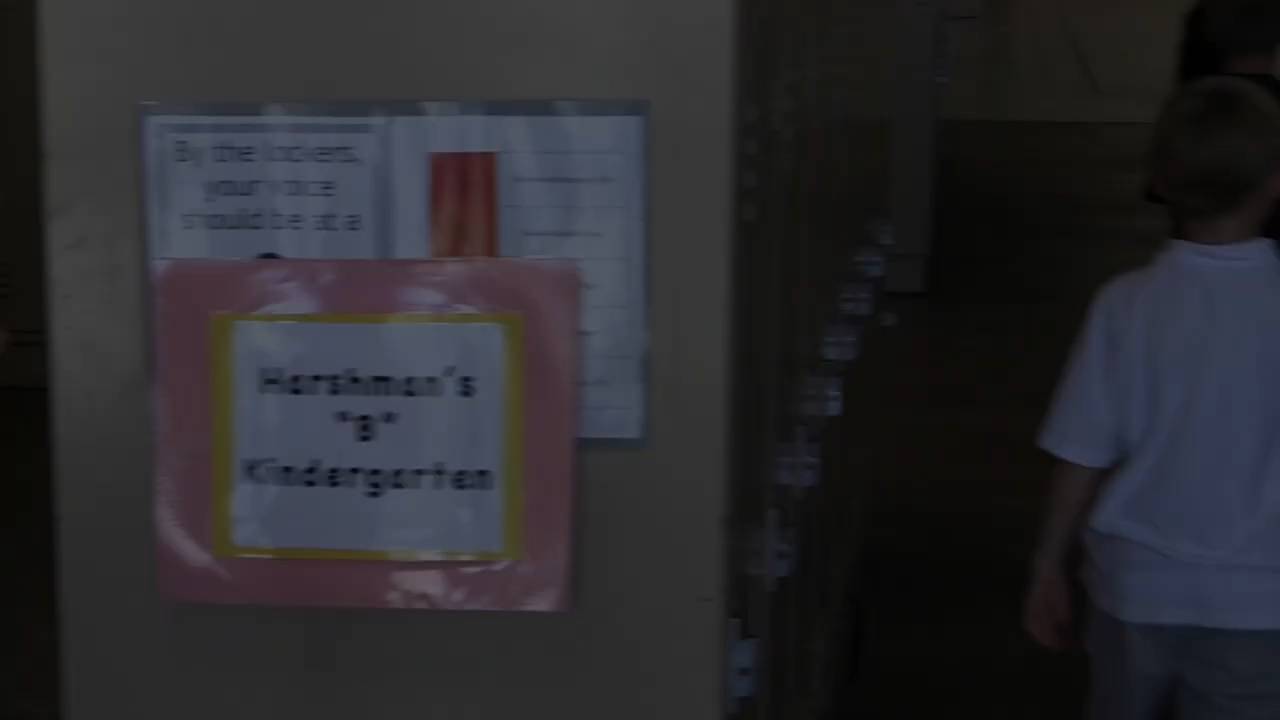 By the lockers,
your voice
should be at a
Harshman's
"B"
Kindergarten